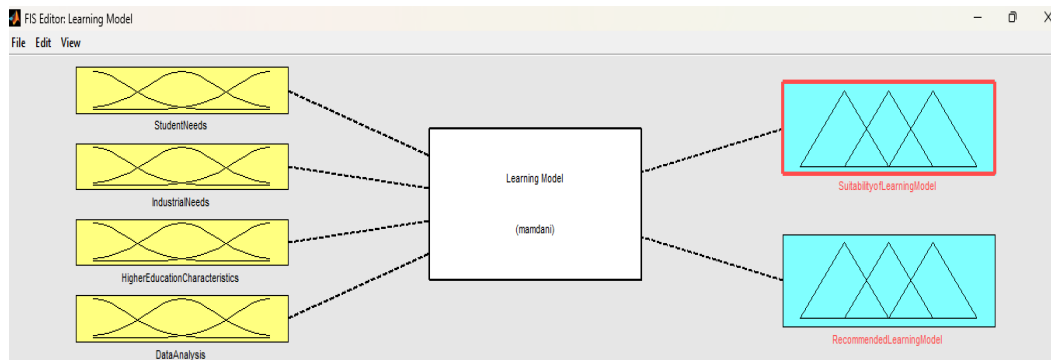 FIS Editor: Learning Model
File Edit View
StudentNeeds
IndustrialNeeds
HigherEducationCharacteristics
DataAnalysis
Learning Model
(mamdani)
SuitabilityofLearningModel
RecommendedLearningModel